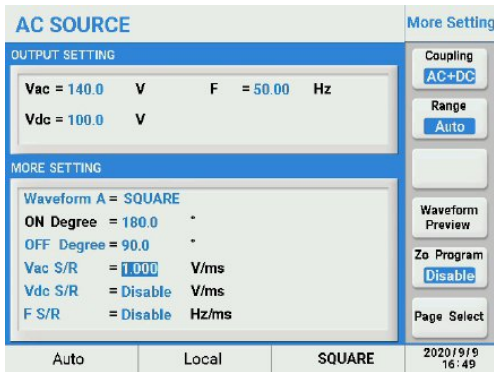 AC SOURCE
More Setting
OUTPUT SETTING
Vac = 140.0 V F = 50.00 Hz
Vdc = 100.0 V
MORE SETTING
Waveform A = SQUARE
ON Degree = 180.0 °
OFF Degree = 90.0 °
Vac S/R = 1.000 V/ms
Vdc S/R = Disable V/ms
F S/R = Disable Hz/ms
Coupling
AC+DC
Range
Auto
Waveform
Preview
Zo Program
Disable
Page Select
Auto Local SQUARE 2020/9/9
16:49